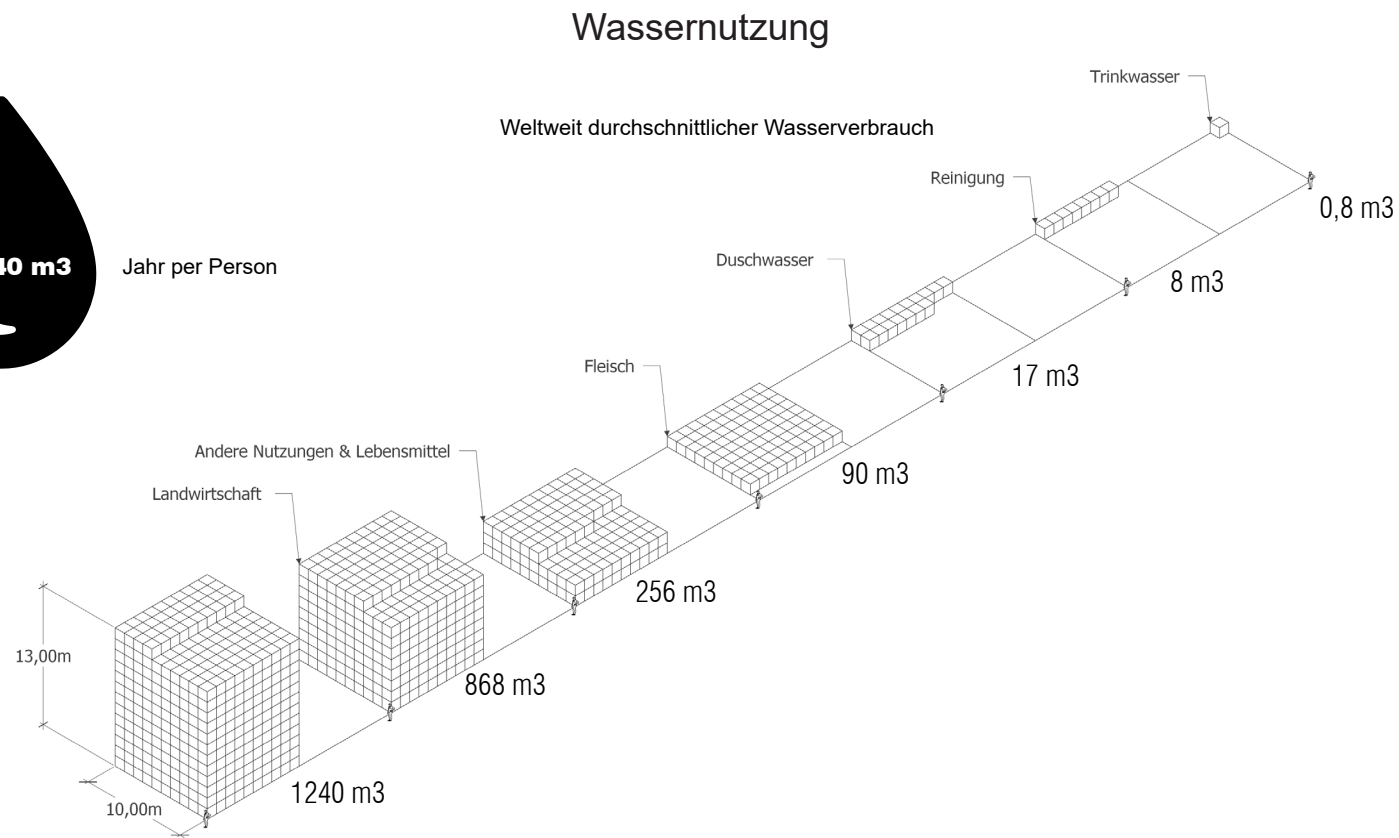 Wassernutzung
Trinkwasser
Weltweit durchschnittlicher Wasserverbrauch
Reinigung
0,8 m3
40 m3
Jahr per Person
Duschwasser
8 m3
Fleisch
17 m3
Andere Nutzungen & Lebensmittel
90 m3
Landwirtschaft
256 m3
13,00m
868 m3
1240 m3
10,00m